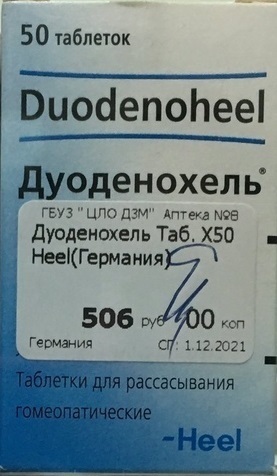 50 таблеток
Duodenoheel
Дуоденохель®
ГБУЗ "ЦЛО ДЗМ" Аптека №8
Дуоденохель Таб. X50
Heel(Германия)
506 руб 00 коп
Германия СГ: 1.12.2021
Таблетки для рассасывания
гомеопатические
-Heel